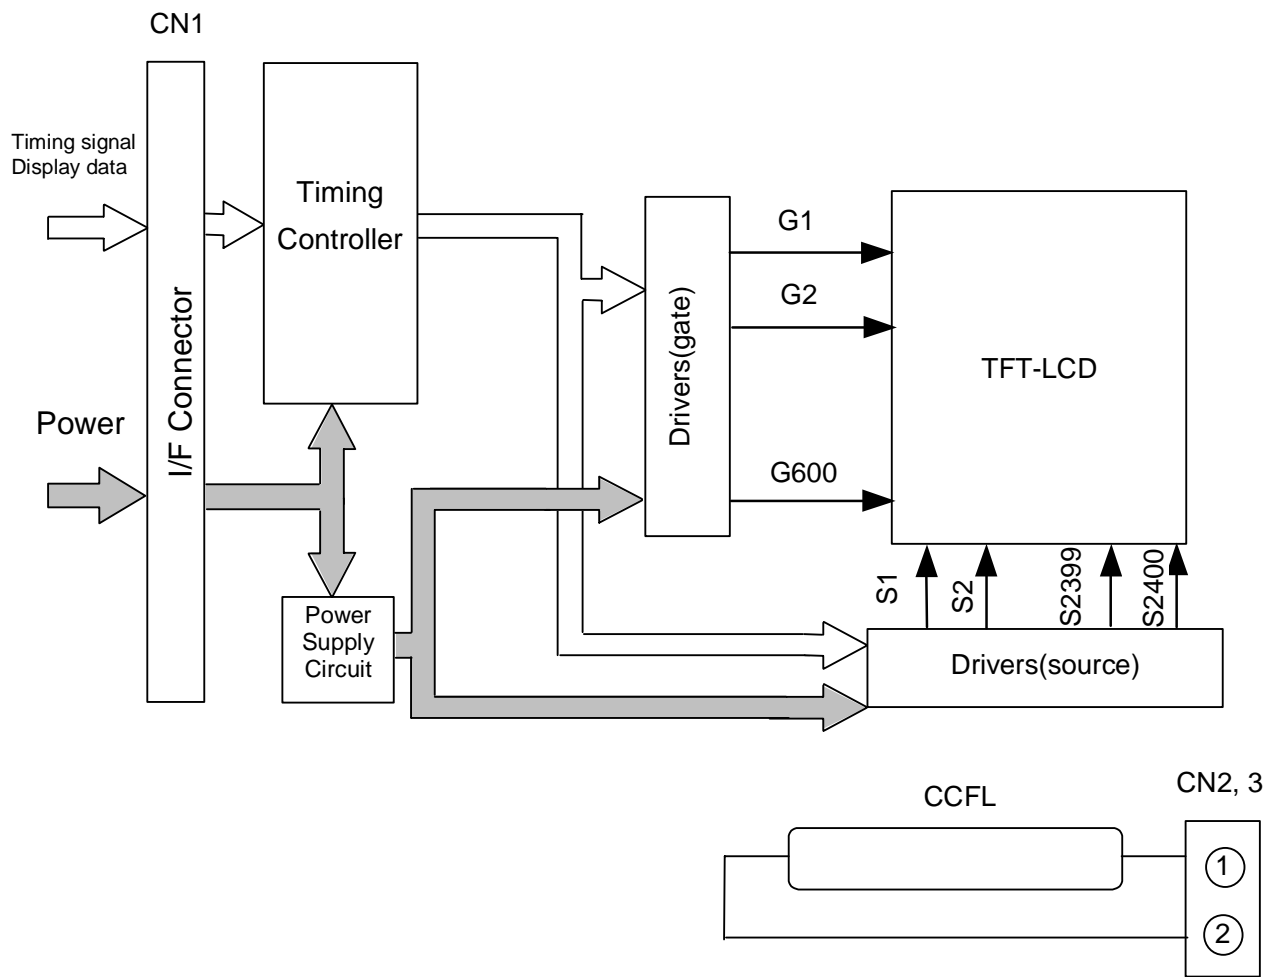 CN1
Timing signal
Display data
Power
I/F Connector
Timing
Controller
Power
Supply
Circuit
Drivers(gate)
G1
G2
G600
TFT-LCD
S1
S2
S2399
S2400
Drivers(source)
CCFL
CN2, 3
1
2